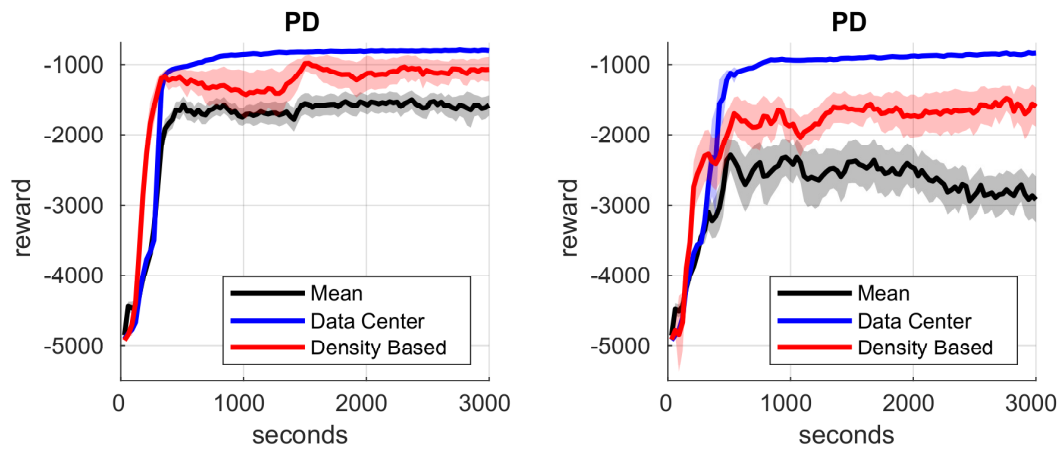 PD
-1000
-2000
-3000
-4000
-5000
reward
0
1000
2000
3000
seconds
Mean
Data Center
Density Based
PD
-1000
-2000
-3000
-4000
-5000
reward
0
1000
2000
3000
seconds
Mean
Data Center
Density Based